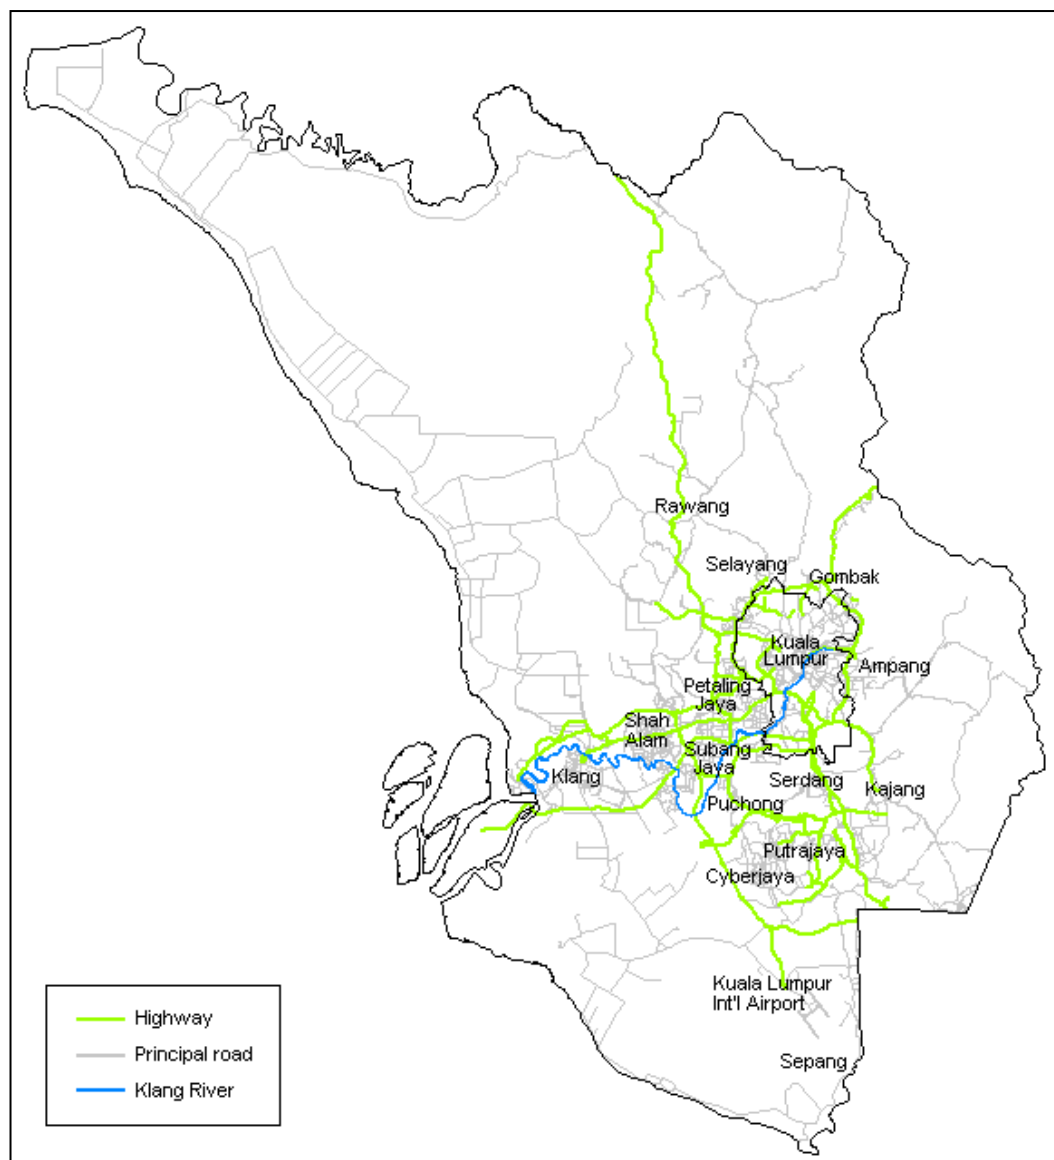 Rawang
Selayang
Gombak
Kuala
Lumpur
Ampang
Petaling
Jaya
Shah
Alam
Subang
Jaya
Klang
Serdang
Kajang
Puchong
Putrajaya
Cyberjaya
Kuala Lumpur
Int'l Airport
Sepang
Highway
Principal road
Klang River